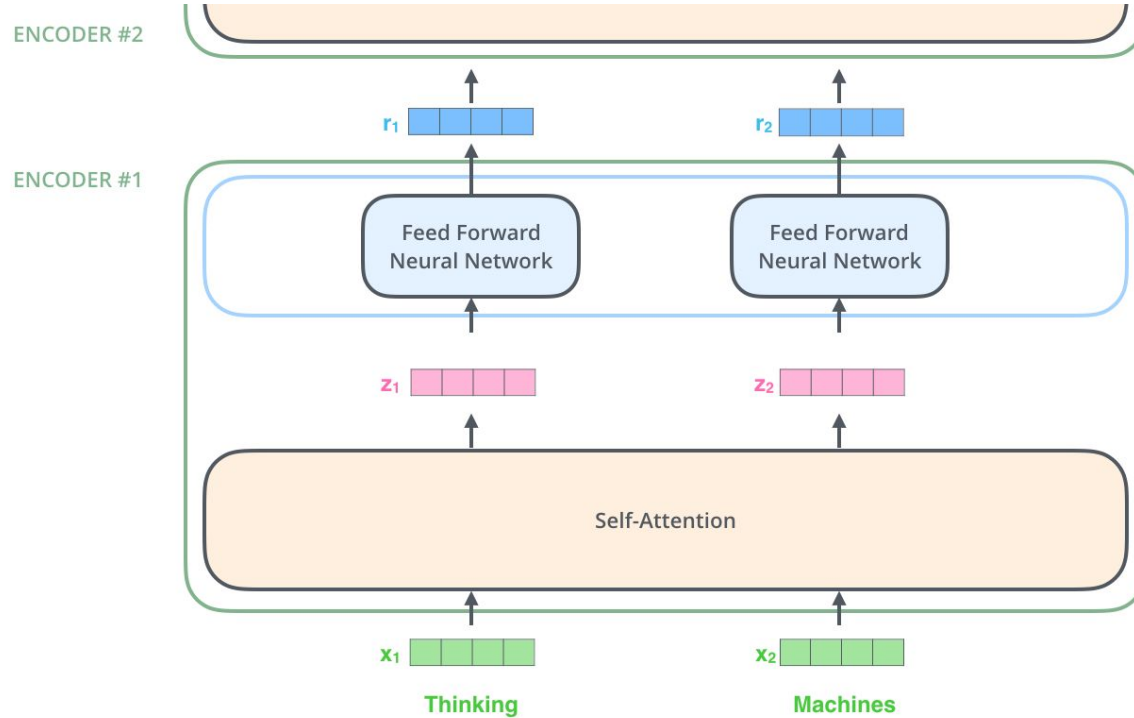 ENCODER #2
r₁
r₂
ENCODER #1
Feed Forward
Neural Network
Feed Forward
Neural Network
z₁
z₂
Self-Attention
x₁
x₂
Thinking
Machines